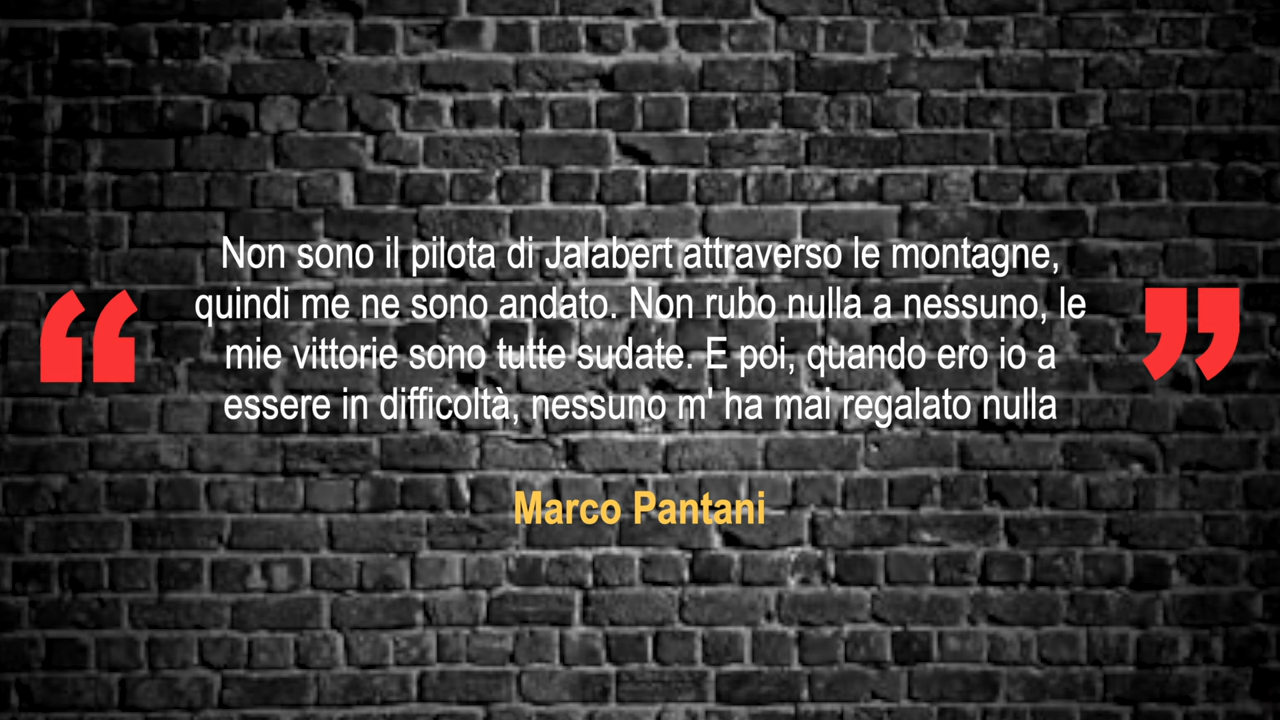 Non sono il pilota di Jalabert attraverso le montagne,
quindi me ne sono andato. Non rubo nulla a nessuno, le
mie vittorie sono tutte sudate. E poi, quando ero io a
essere in difficoltà, nessuno m' ha mai regalato nulla
Marco Pantani